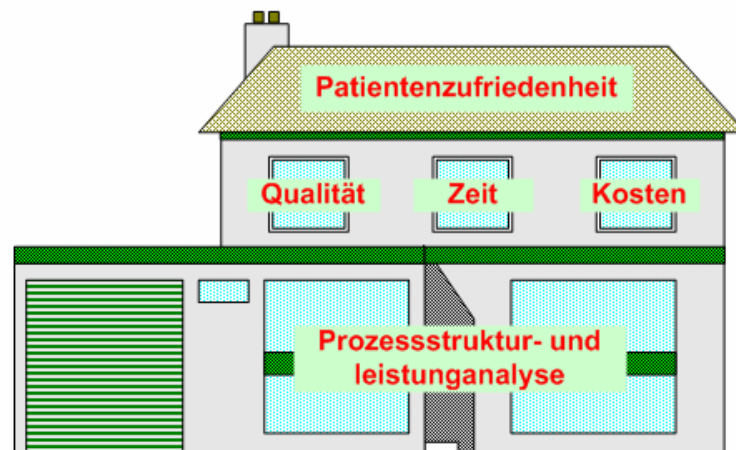 Patientenzufriedenheit
Qualität
Zeit
Kosten
Prozessstruktur- und
leistunganalyse